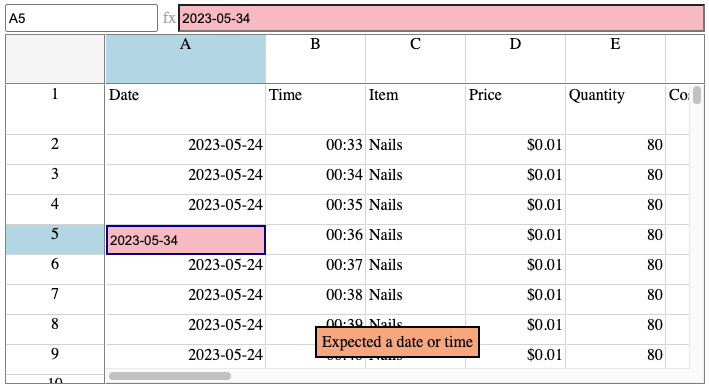 A5 fx 2023-05-34
A B C D E
1 Date Time Item Price Quantity
2 2023-05-24 00:33 Nails $0.01 80
3 2023-05-24 00:34 Nails $0.01 80
4 2023-05-24 00:35 Nails $0.01 80
5 2023-05-34 00:36 Nails $0.01 80
6 2023-05-24 00:37 Nails $0.01 80
7 2023-05-24 00:38 Nails $0.01 80
8 2023-05-24 00:39 Nails $0.01 80
Expected a date or time
9 2023-05-24 Nails $0.01 80
10